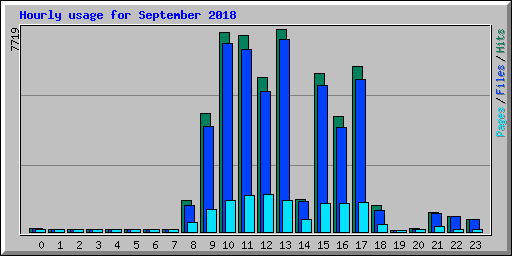 Hourly usage for September 2018
7719
Pages/Files/Hits
0 1 2 3 4 5 6 7 8 9 10 11 12 13 14 15 16 17 18 19 20 21 22 23